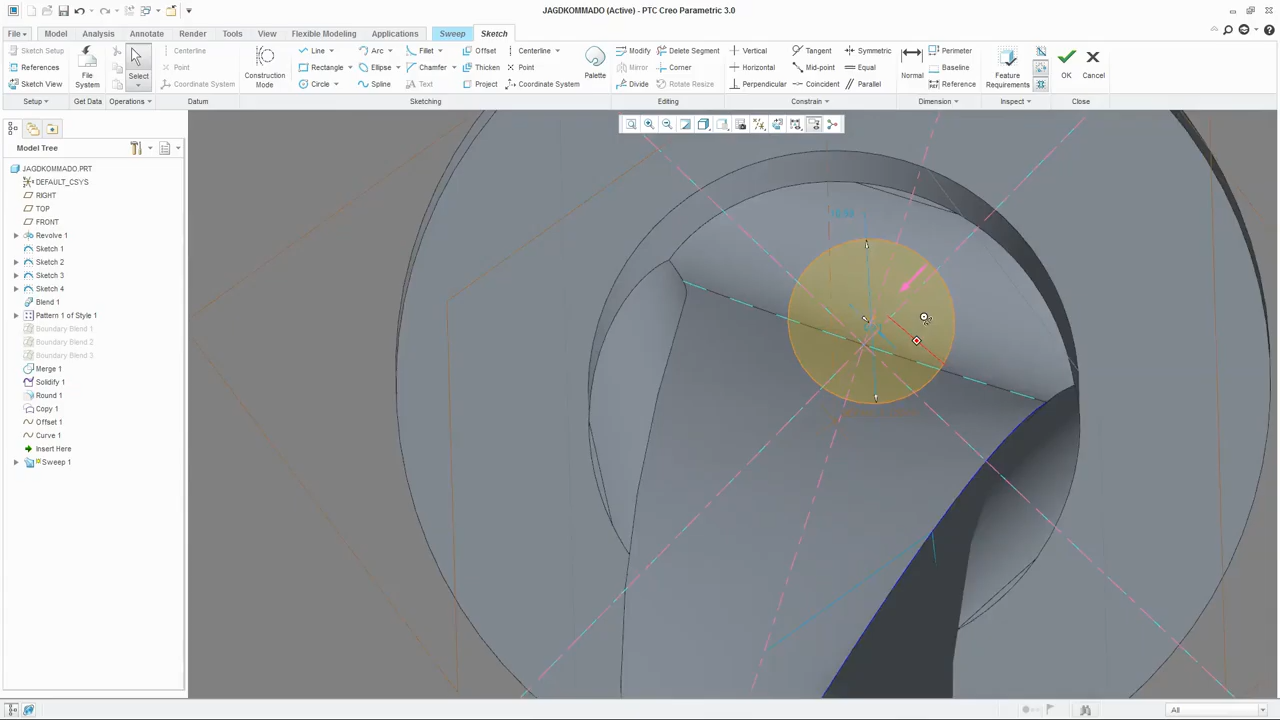 JAGDKOMMADO (Active) - PTC Creo Parametric 3.0
File Model Analysis Annotate Render Tools View Flexible Modeling Applications Sweep Sketch
Sketch Setup
References
Sketch View
Setup
File System
Get Data
Select
Operations
Centerline
Point
Coordinate System
Datum
Construction Mode
Line Arc Fillet Offset Centerline
Rectangle Ellipse Chamfer Thicken Point
Circle Spline Text Project Coordinate System
Palette
Sketching
Modify Delete Segment
Mirror Corner
Divide Rotate Resize
Editing
Vertical Tangent Symmetric
Horizontal Mid-point Equal
Perpendicular Coincident Parallel
Constrain
Normal
Perimeter
Baseline
Reference
Dimension
Feature Requirements
Inspect
OK
Cancel
Close
Model Tree
JAGDKOMMADO.PRT
DEFAULT_CSYS
RIGHT
TOP
FRONT
Revolve 1
Sketch 1
Sketch 2
Sketch 3
Sketch 4
Blend 1
Pattern 1 of Style 1
Boundary Blend 1
Boundary Blend 2
Boundary Blend 3
Merge 1
Solidify 1
Round 1
Copy 1
Offset 1
Curve 1
Insert Here
Sweep 1
All